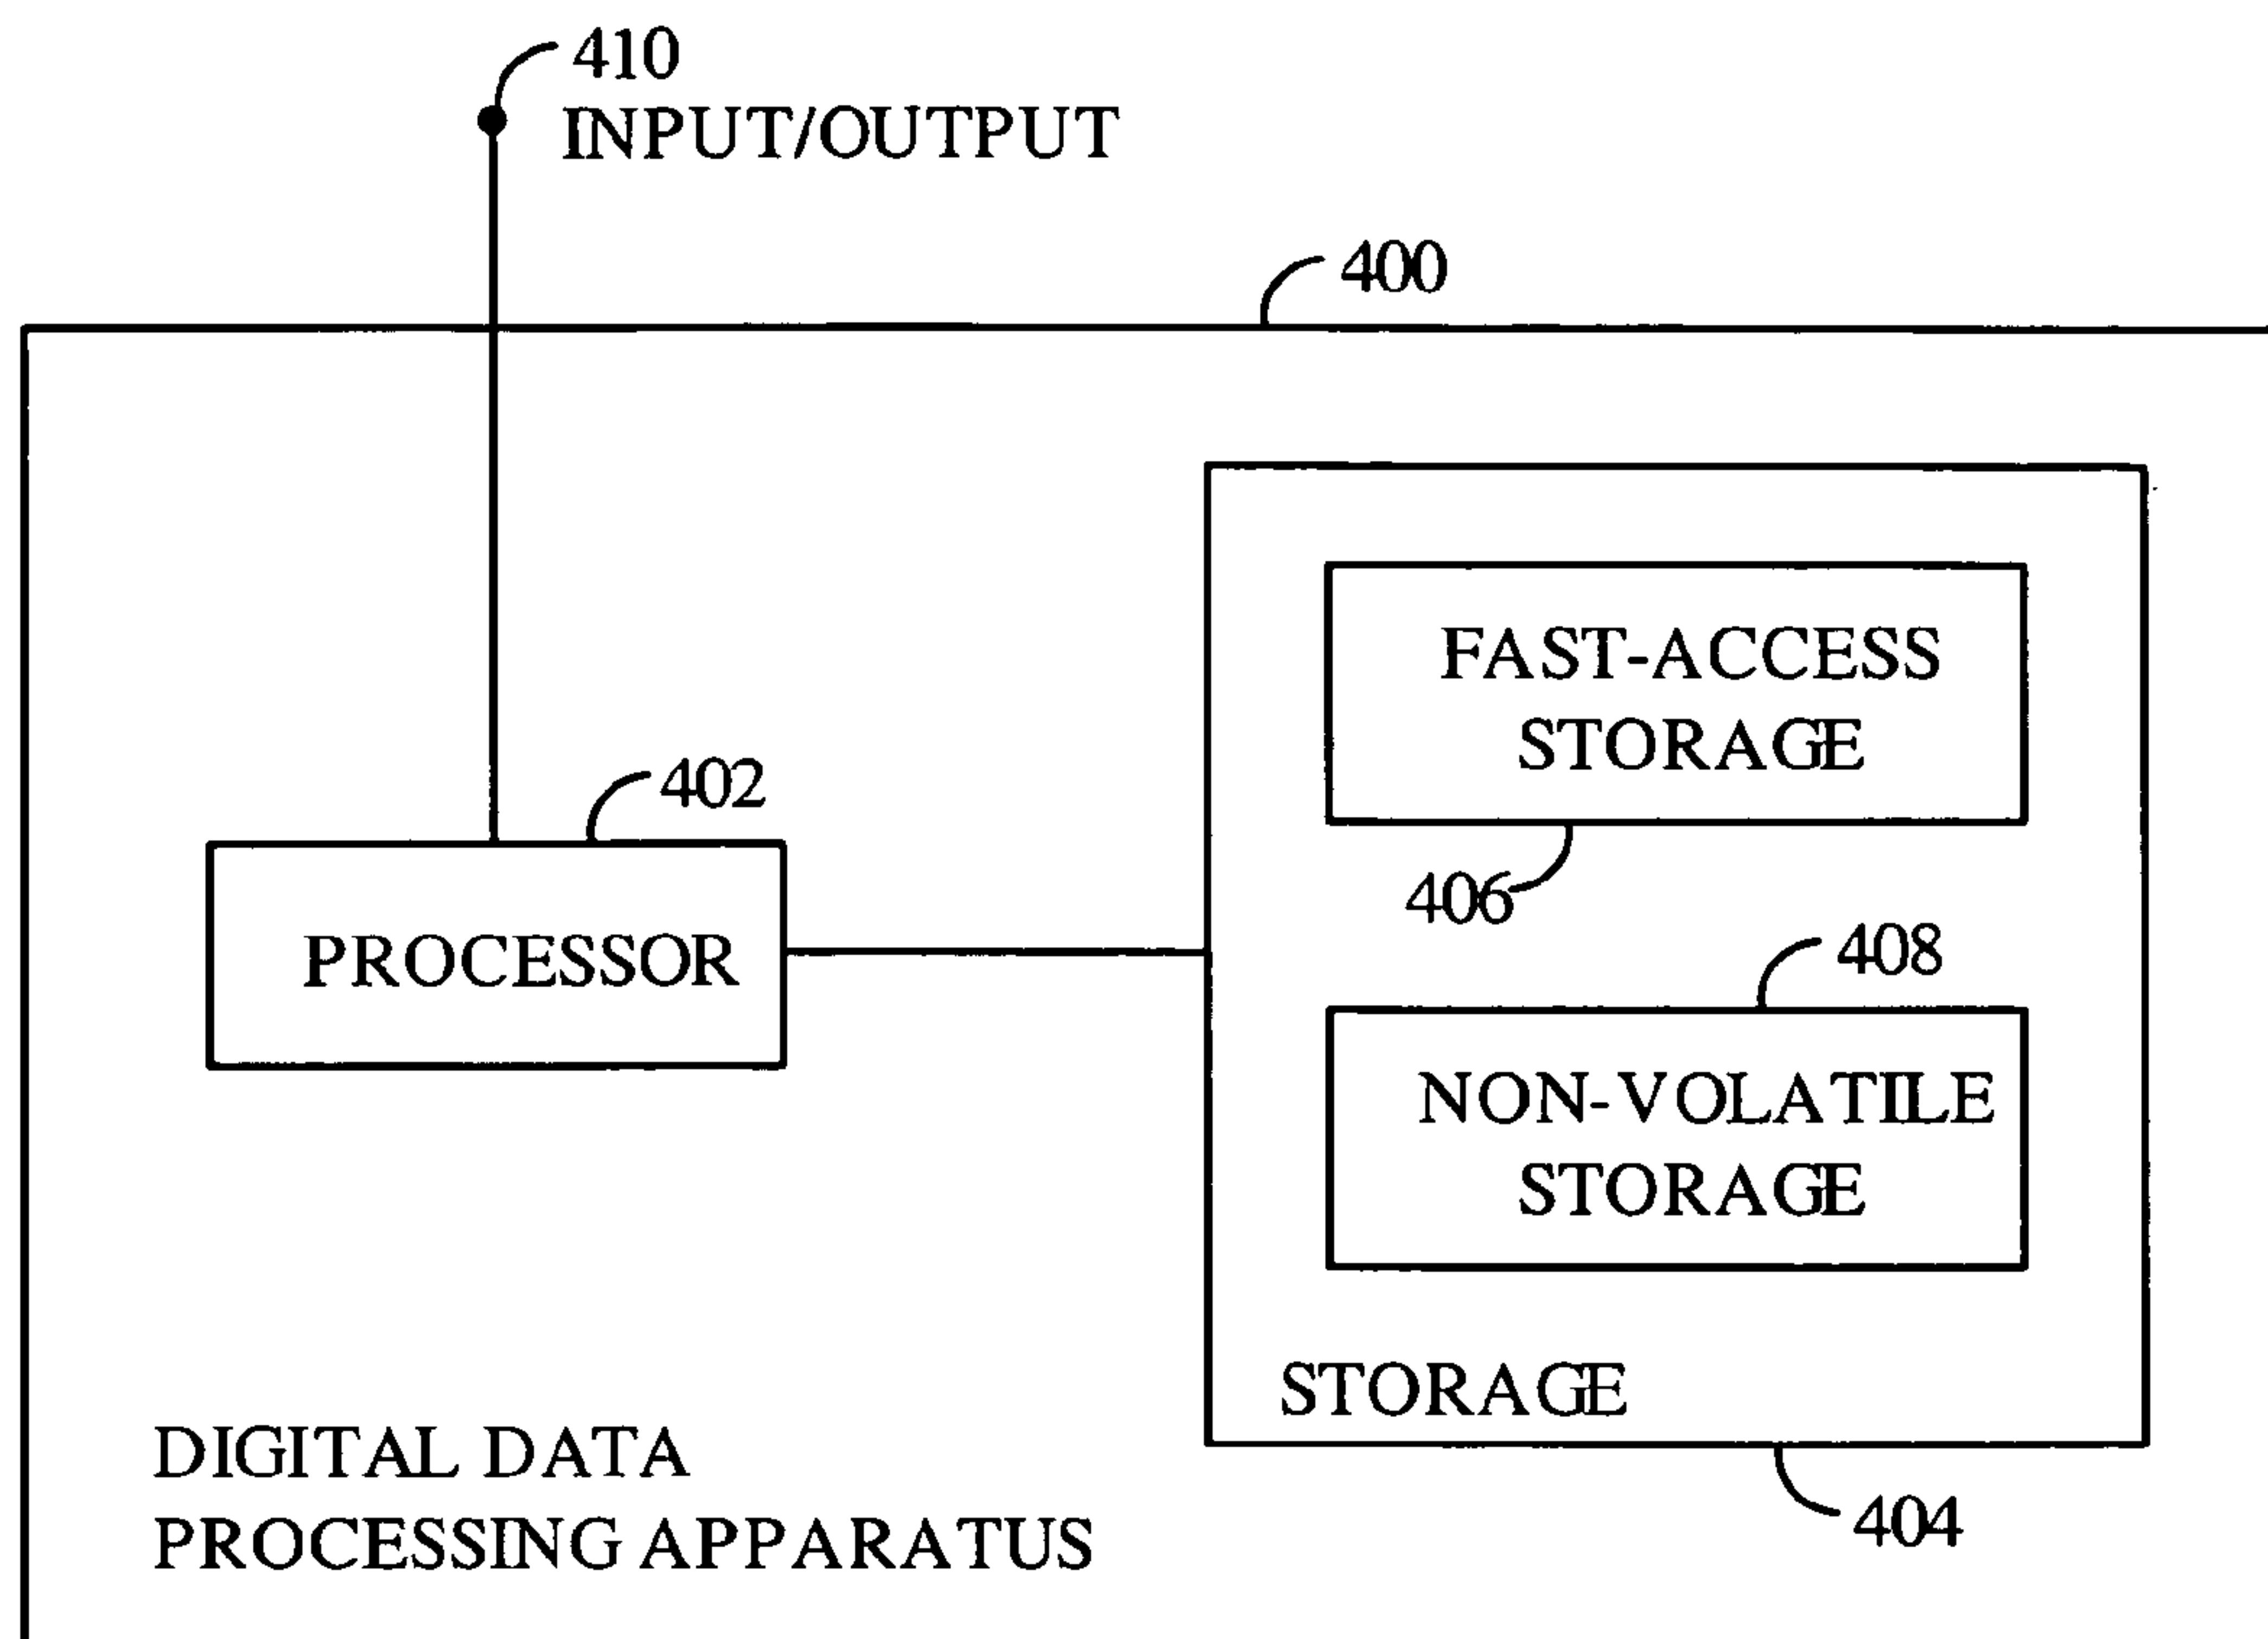 410
INPUT/OUTPUT
400
FAST-ACCESS
STORAGE
402
406
PROCESSOR
408
NON-VOLATILE
STORAGE
STORAGE
DIGITAL DATA
PROCESSING APPARATUS
404